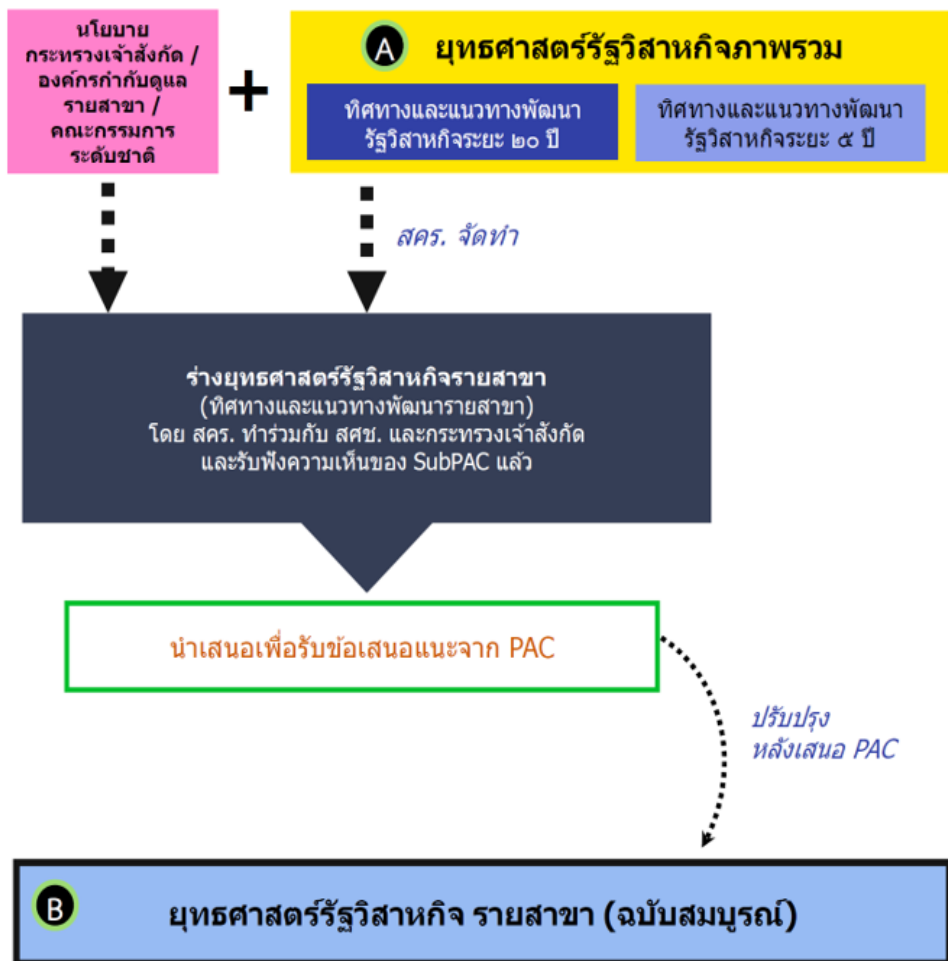 นโยบาย
กระทรวงเจ้าสังกัด /
องค์กรกำกับดูแล
รายสาขา /
คณะกรรมการ
ระดับชาติ
+
A ยุทธศาสตร์รัฐวิสาหกิจภาพรวม
ทิศทางและแนวทางพัฒนา
รัฐวิสาหกิจระยะ ๒๐ ปี
ทิศทางและแนวทางพัฒนา
รัฐวิสาหกิจระยะ ๕ ปี
สคร. จัดทำ
ร่างยุทธศาสตร์รัฐวิสาหกิจรายสาขา
(ทิศทางและแนวทางพัฒนารายสาขา)
โดย สคร. ทำร่วมกับ สศช. และกระทรวงเจ้าสังกัด
และรับฟังความเห็นของ SubPAC แล้ว
นำเสนอเพื่อรับข้อเสนอแนะจาก PAC
ปรับปรุง
หลังเสนอ PAC
B ยุทธศาสตร์รัฐวิสาหกิจ รายสาขา (ฉบับสมบูรณ์)